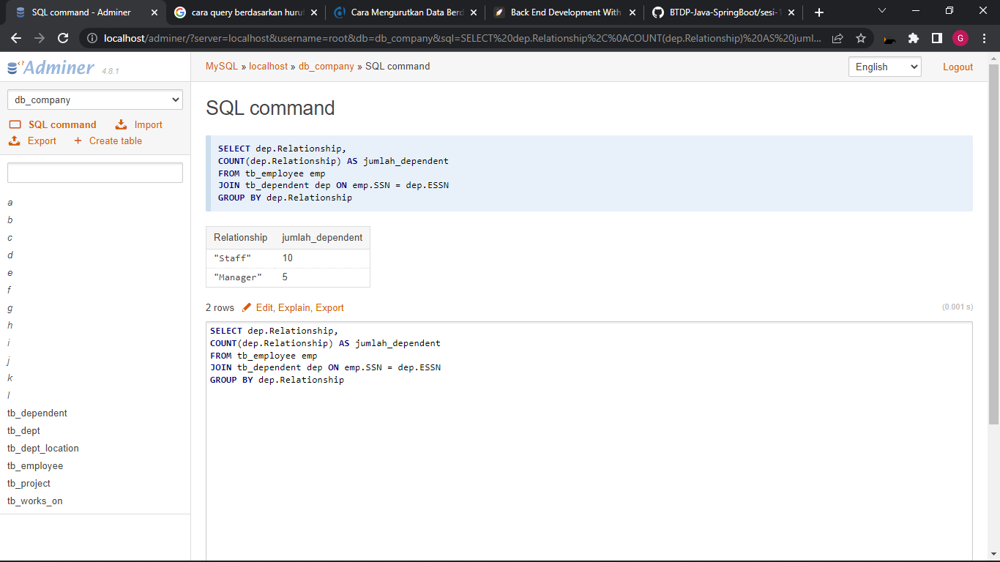 SQL command - Adminer
cara query berdasarkan huru
Cara Mengurutkan Data Berd
Back End Development With
BTDP-Java-SpringBoot/sesi-1
localhost/adminer/?server=localhost&username=root&db=db_company&sql=SELECT%20dep.Relationship%2C%0ACOUNT(dep.Relationship)%20AS%20juml...
G
Adminer 4.8.1
MySQL » localhost » db_company » SQL command
English
Logout
db_company
SQL command
Import
Export
Create table
a
b
c
d
e
f
g
h
i
j
k
l
tb_dependent
tb_dept
tb_dept_location
tb_employee
tb_project
tb_works_on
SQL command
SELECT dep.Relationship,
COUNT(dep.Relationship) AS jumlah_dependent
FROM tb_employee emp
JOIN tb_dependent dep ON emp.SSN = dep.ESSN
GROUP BY dep.Relationship
Relationship jumlah_dependent
"Staff" 10
"Manager" 5
2 rows Edit, Explain, Export (0.001 s)
SELECT dep.Relationship,
COUNT(dep.Relationship) AS jumlah_dependent
FROM tb_employee emp
JOIN tb_dependent dep ON emp.SSN = dep.ESSN
GROUP BY dep.Relationship